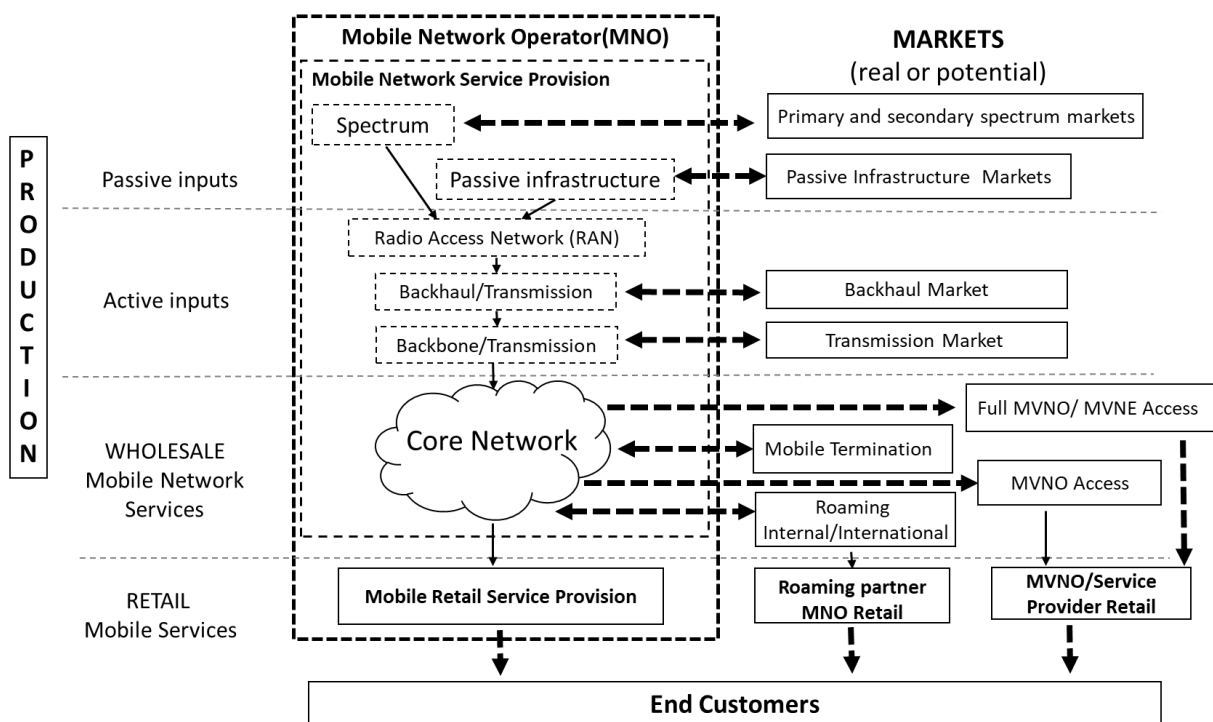 Mobile Network Operator(MNO)
MARKETS
(real or potential)
Mobile Network Service Provision
Spectrum
Primary and secondary spectrum markets
PRODUCTION
Passive inputs
Passive infrastructure
Passive Infrastructure Markets
Radio Access Network (RAN)
Active inputs
Backhaul/Transmission
Backhaul Market
Backbone/Transmission
Transmission Market
WHOLESALE
Mobile Network
Services
Core Network
Full MVNO/ MVNE Access
Mobile Termination
MVNO Access
Roaming
Internal/International
RETAIL
Mobile Services
Mobile Retail Service Provision
Roaming partner
MNO Retail
MVNO/Service
Provider Retail
End Customers